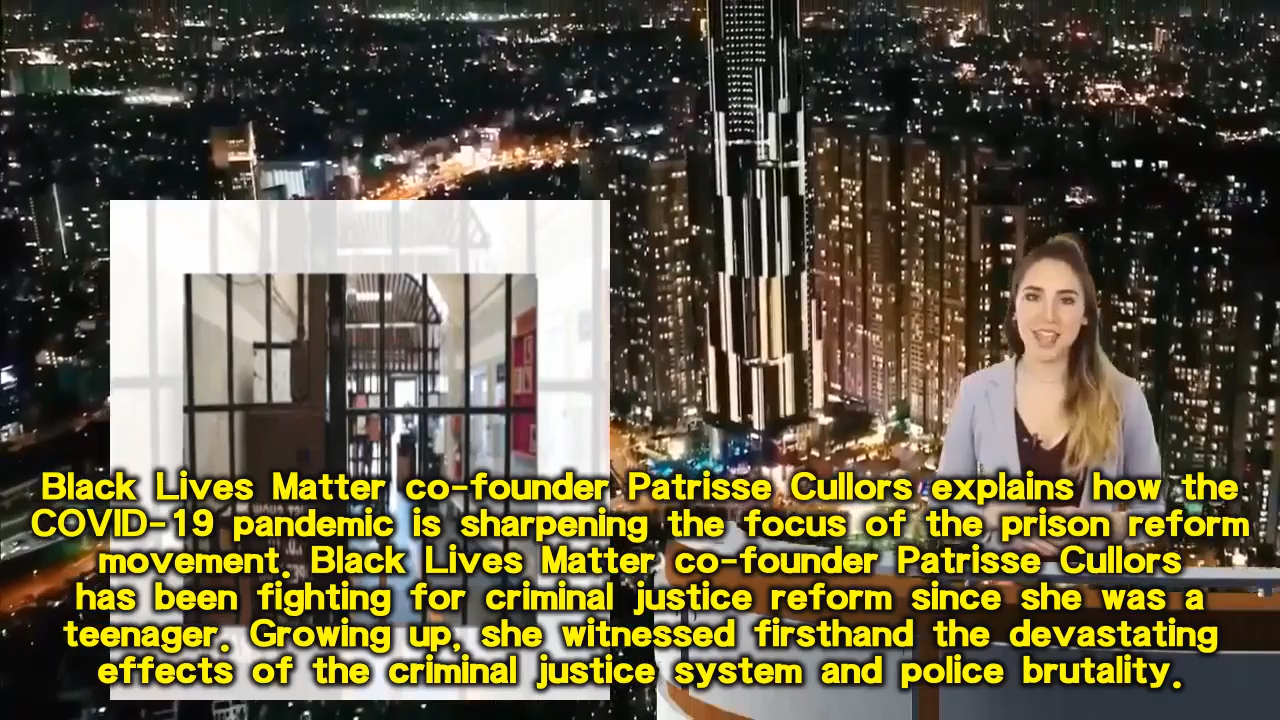 Black Lives Matter co-founder Patrisse Cullors explains how the
COVID-19 pandemic is sharpening the focus of the prison reform
movement. Black Lives Matter co-founder Patrisse Cullors
has been fighting for criminal justice reform since she was a
teenager. Growing up, she witnessed firsthand the devastating
effects of the criminal justice system and police brutality.